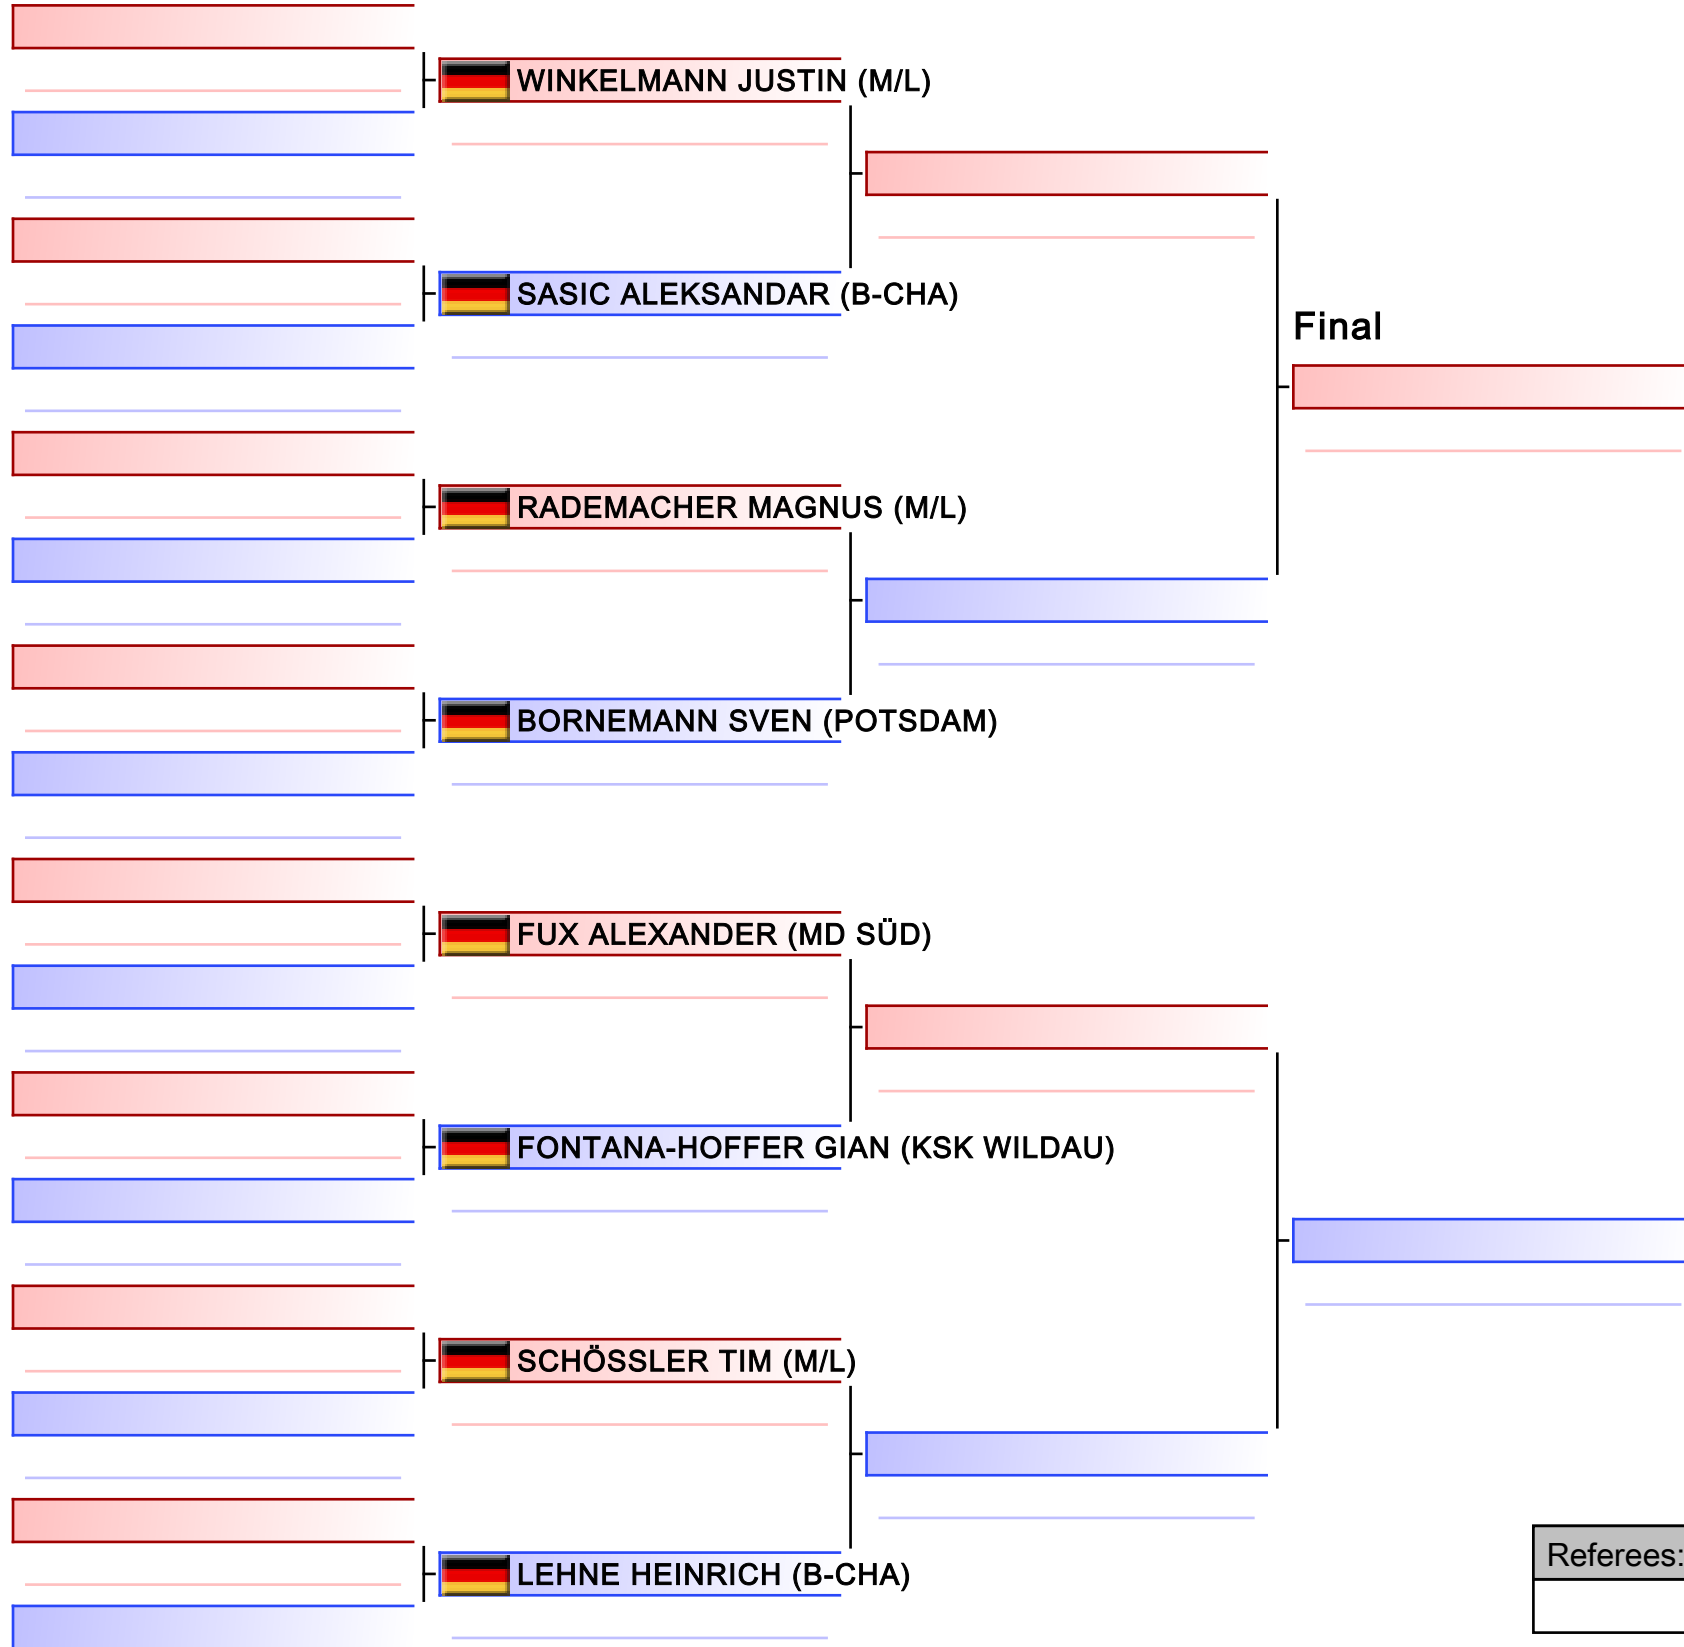 WINKELMANN JUSTIN (M/L)
SASIC ALEKSANDAR (B-CHA)
Final
RADEMACHER MAGNUS (M/L)
BORNEMANN SVEN (POTSDAM)
FUX ALEXANDER (MD SÜD)
FONTANA-HOFFER GIAN (KSK WILDAU)
SCHÖSSLER TIM (M/L)
Referees:
LEHNE HEINRICH (B-CHA)